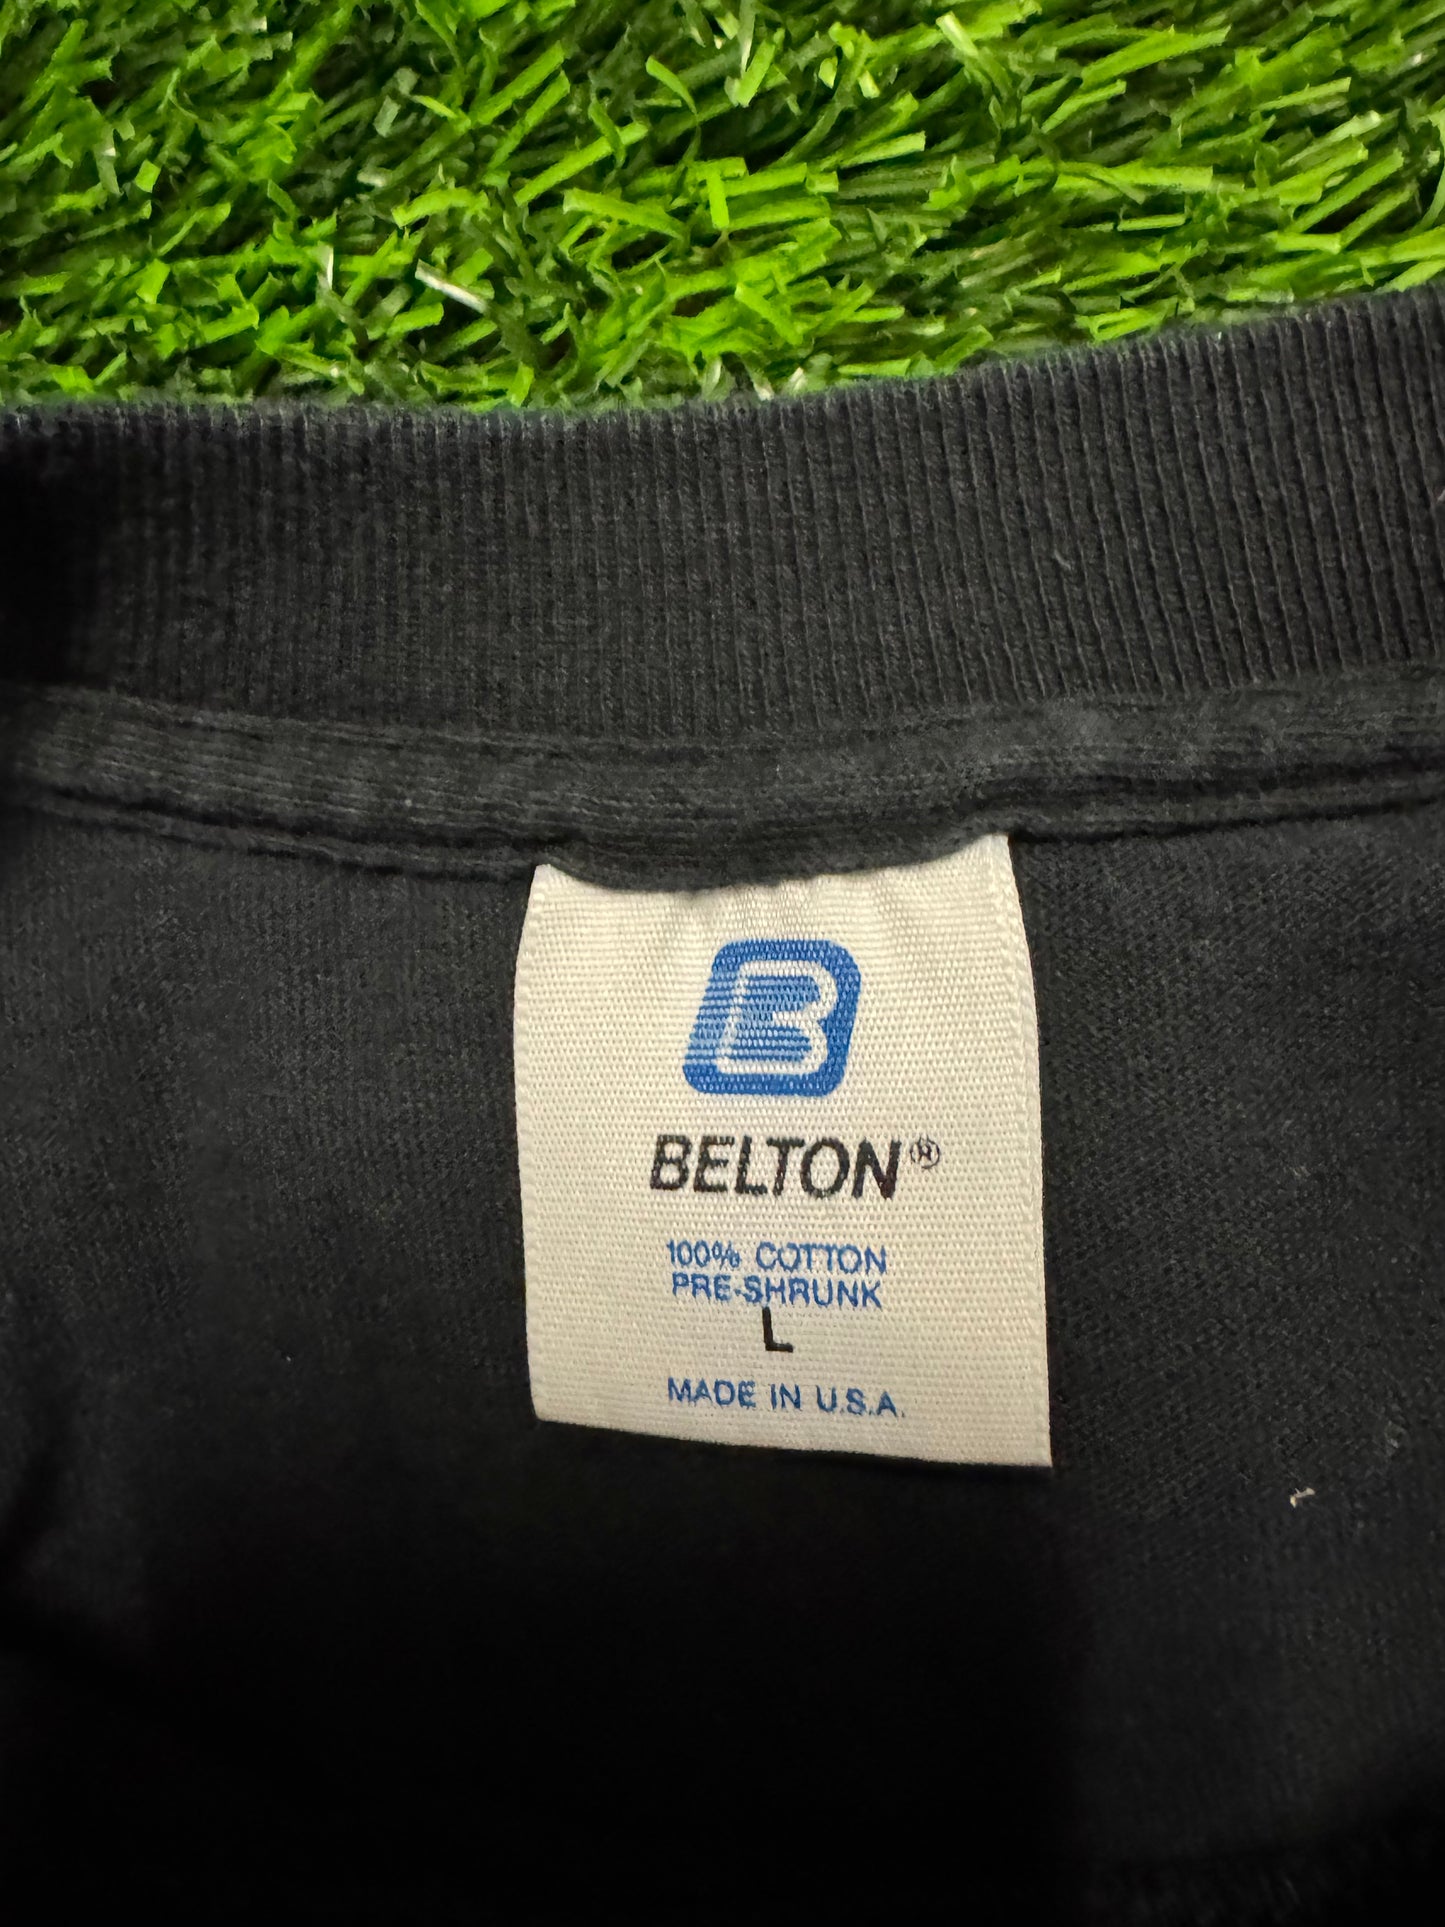 B
BELTON®
100% COTTON
PRE-SHRUNK
L
MADE IN U.S.A.